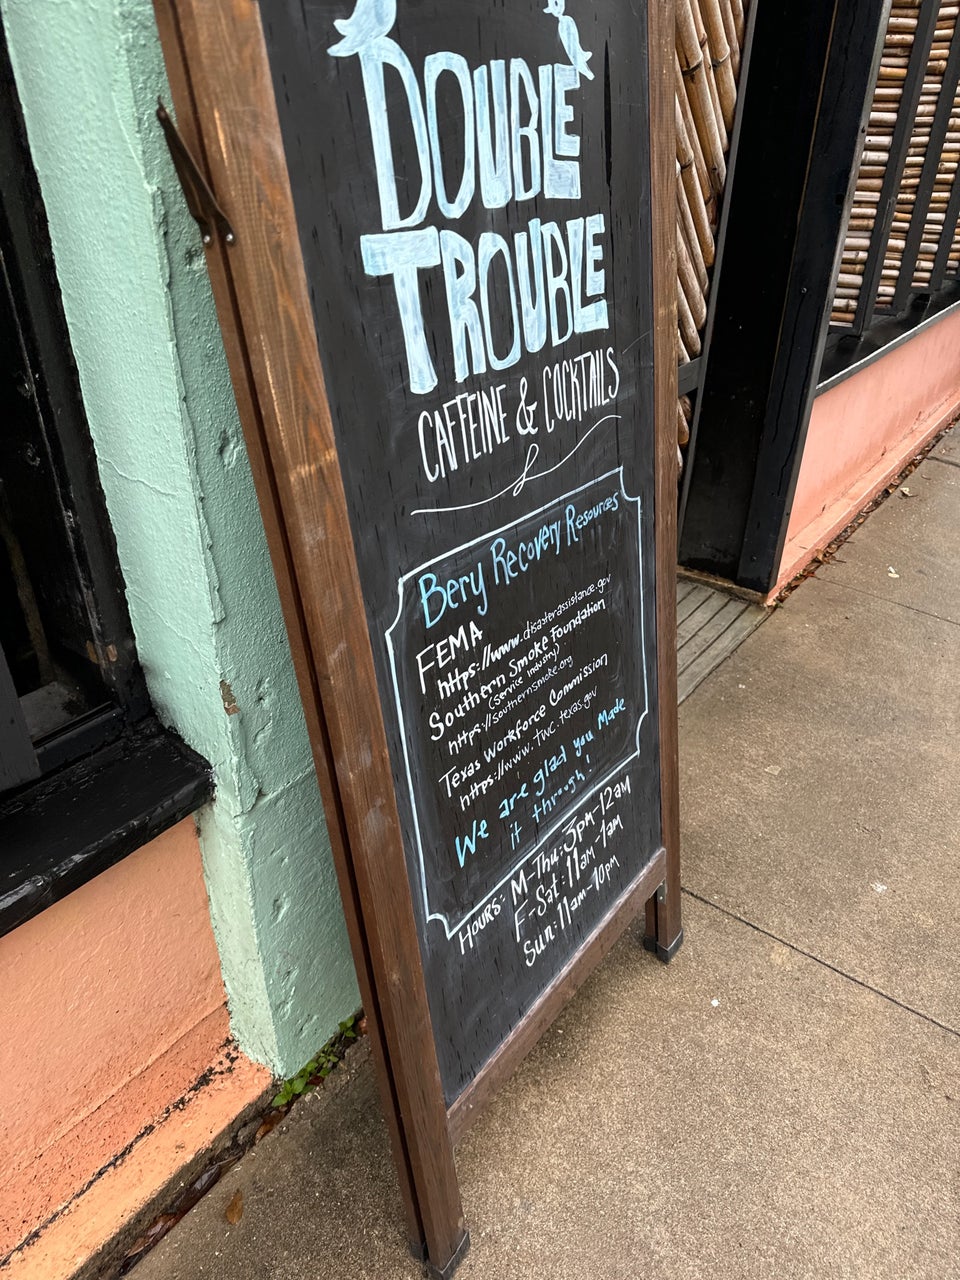 DOUBLE
TROUBLE
CAFFEINE & COCKTAILS
Bery Recovery Resources
FEMA
https://www.disasterassistance.gov
Southern Smoke Foundation
(Service Industry)
https://southernsmoke.org
Texas Workforce Commission
https://www.twc.texas.gov
We are glad you Made
it through!
HOURS: M-Thu: 3pm-12am
F-Sat: 11am-1am
Sun: 11am-10pm